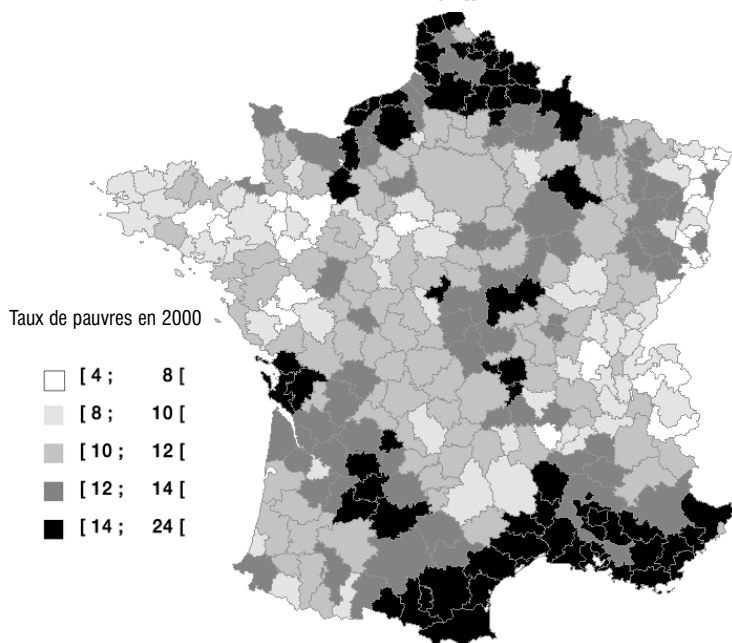 Taux de pauvres en 2000
[ 4 ; 8 [
[ 8 ; 10 [
[ 10 ; 12 [
[ 12 ; 14 [
[ 14 ; 24 [